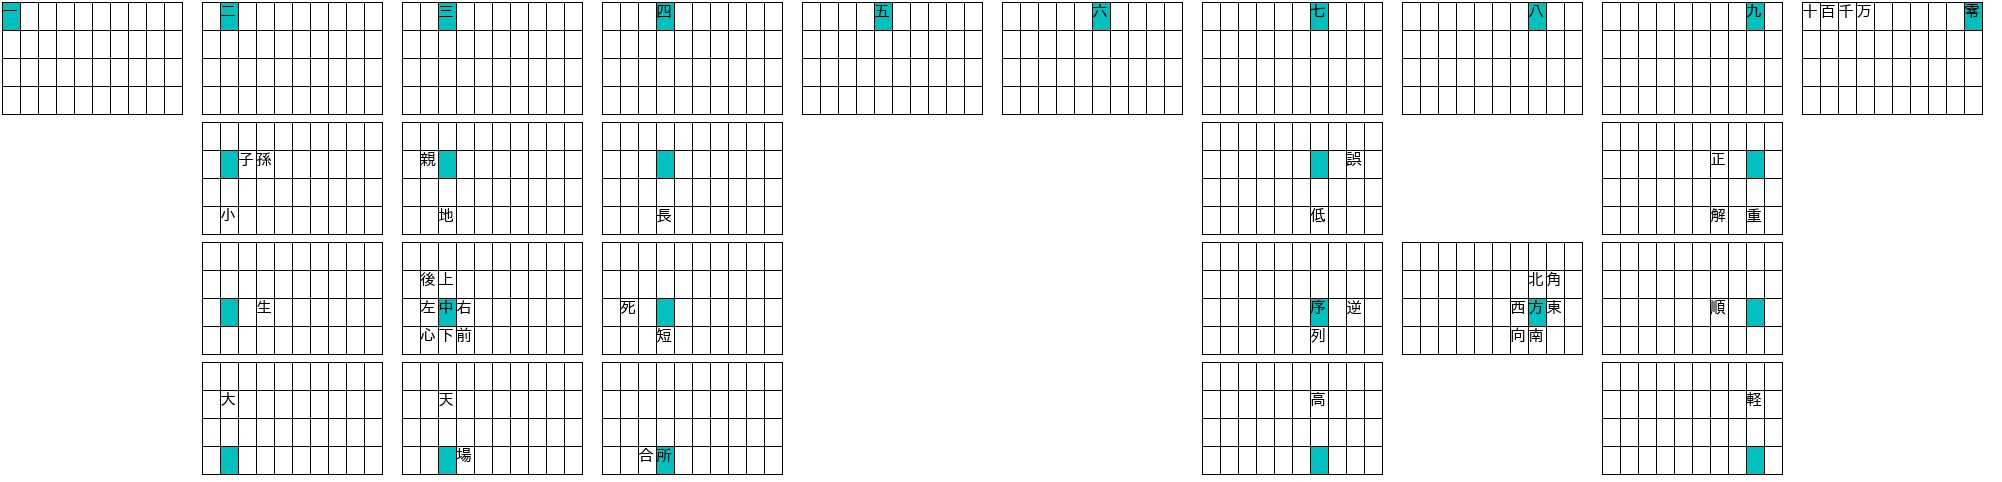 一 二 三 四 五 六 七 八 九 十百千万 零
子孫 親 誤 正
小 地 長 低 解 重
後上 北角
生 左中右 死 序 逆 西方東 順
心下前 短 列 向南
大 天 高 軽
場 合所